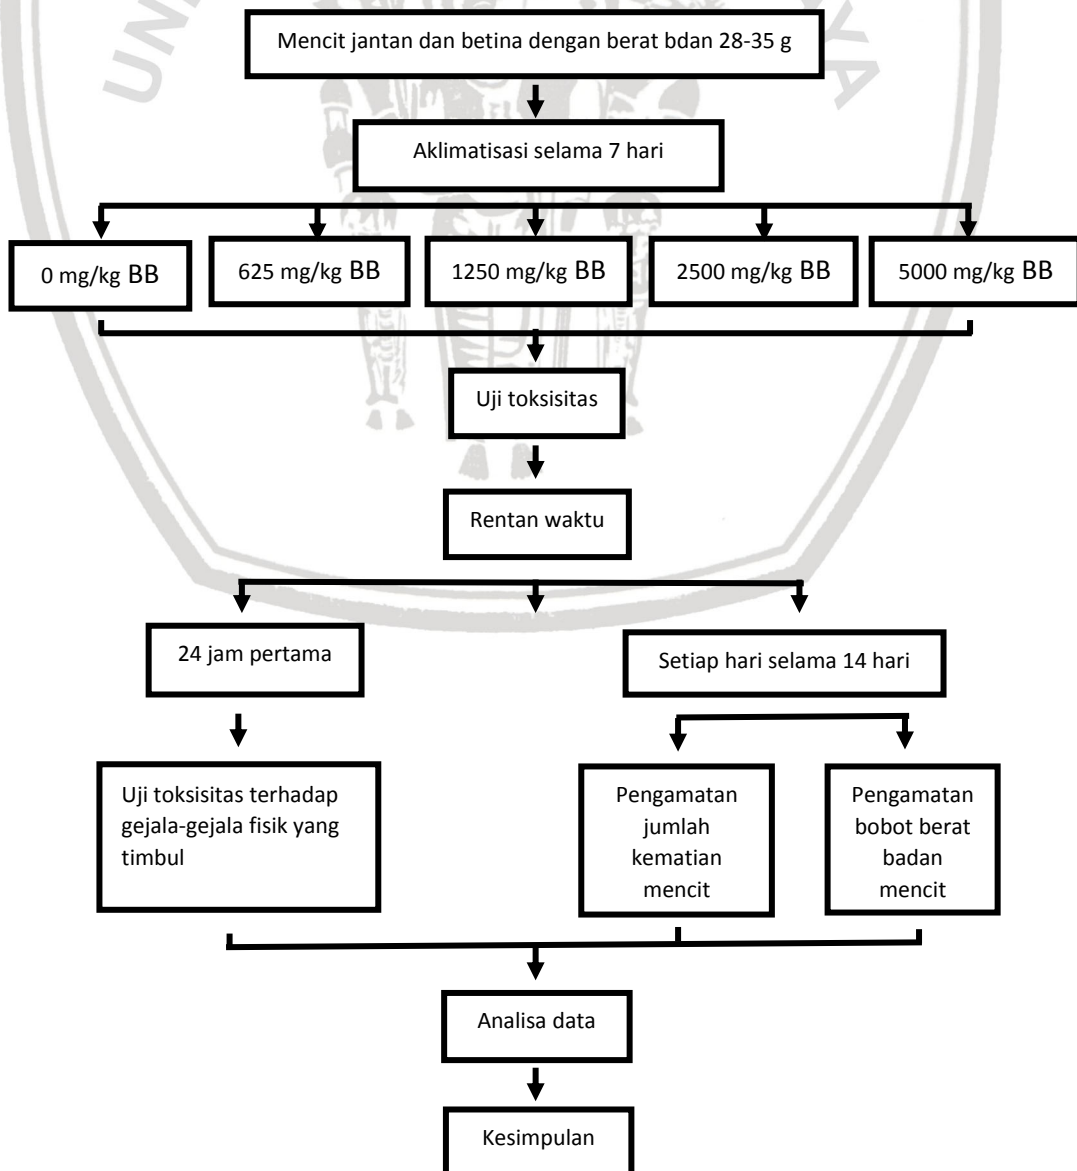 UNI
YA
Mencit jantan dan betina dengan berat bdan 28-35 g
Aklimatisasi selama 7 hari
0 mg/kg BB
625 mg/kg BB
1250 mg/kg BB
2500 mg/kg BB
5000 mg/kg BB
Uji toksisitas
Rentan waktu
24 jam pertama
Setiap hari selama 14 hari
Uji toksisitas terhadap
gejala-gejala fisik yang
timbul
Pengamatan
jumlah
kematian
mencit
Pengamatan
bobot berat
badan
mencit
Analisa data
Kesimpulan